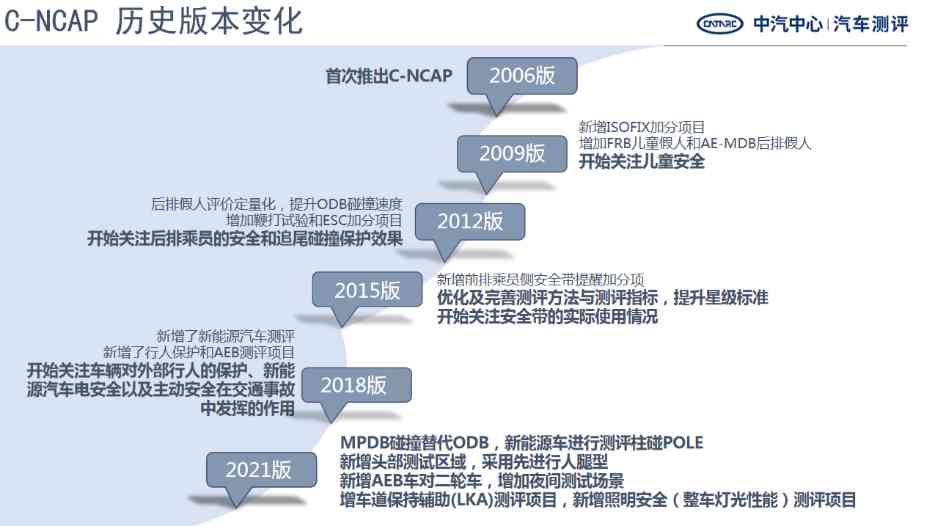 C-NCAP 历史版本变化
CATARC 中汽中心|汽车测评
首次推出C-NCAP
2006版
新增ISOFIX加分项目
增加FRB儿童假人和AE-MDB后排假人
开始关注儿童安全
2009版
后排假人评价定量化，提升ODB碰撞速度
增加鞭打试验和ESC加分项目
开始关注后排乘员的安全和追尾碰撞保护效果
2012版
2015版
新增前排乘员侧安全带提醒加分项
优化及完善测评方法与测评指标，提升星级标准
开始关注安全带的实际使用情况
新增了新能源汽车测评
新增了行人保护和AEB测评项目
开始关注车辆对外部行人的保护、新能
源汽车电安全以及主动安全在交通事故
中发挥的作用
2018版
2021版
MPDB碰撞替代ODB，新能源车进行测评柱碰POLE
新增头部测试区域，采用先进行人腿型
新增AEB车对二轮车，增加夜间测试场景
增车道保持辅助(LKA)测评项目，新增照明安全（整车灯光性能）测评项目